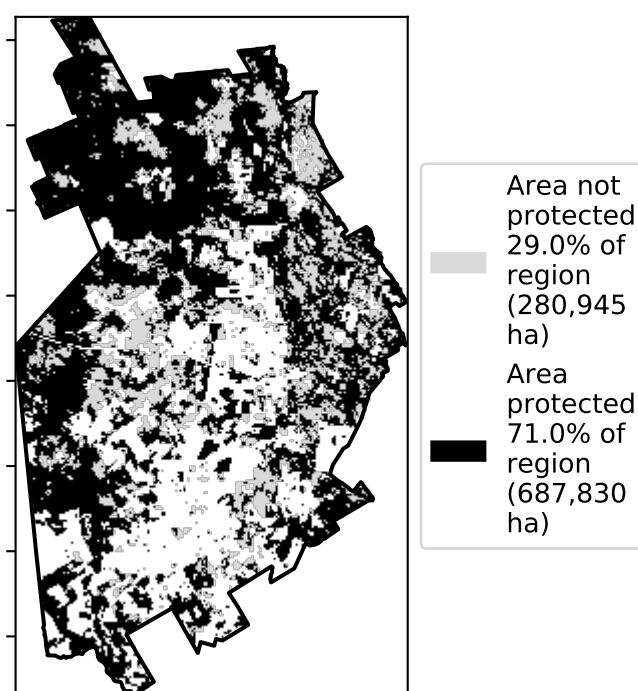 Area not
protected
29.0% of
region
(280,945
ha)
Area
protected
71.0% of
region
(687,830
ha)